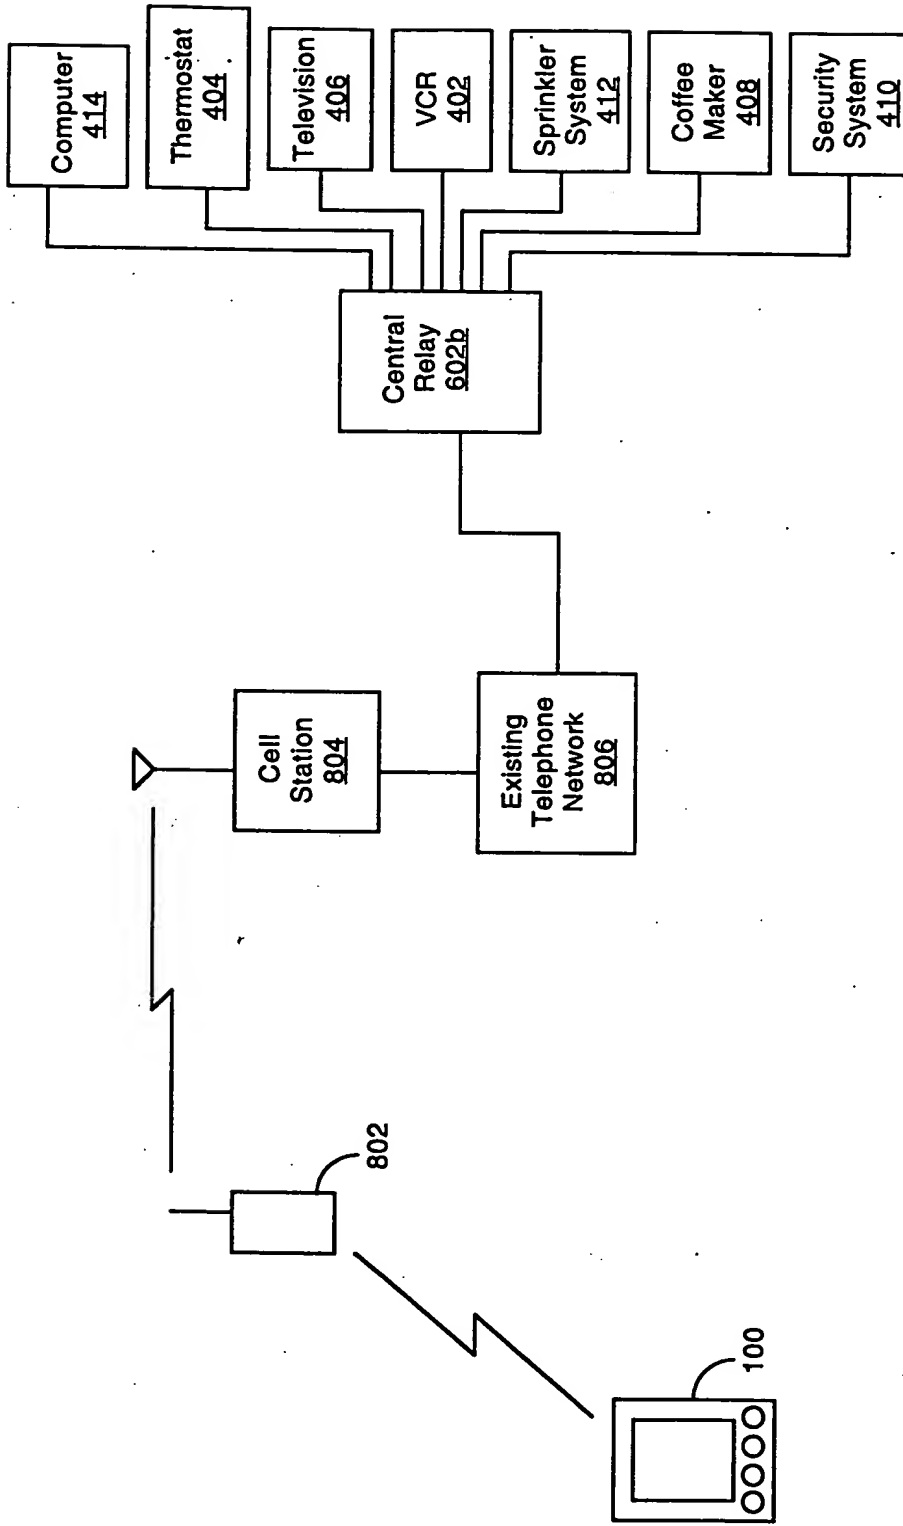 Computer
414
Thermostat
404
Television
406
VCR
402
Sprinkler
System
412
Coffee
Maker
408
Security
System
410
Central
Relay
602b
Cell
Station
804
Existing
Telephone
Network
806
802
100